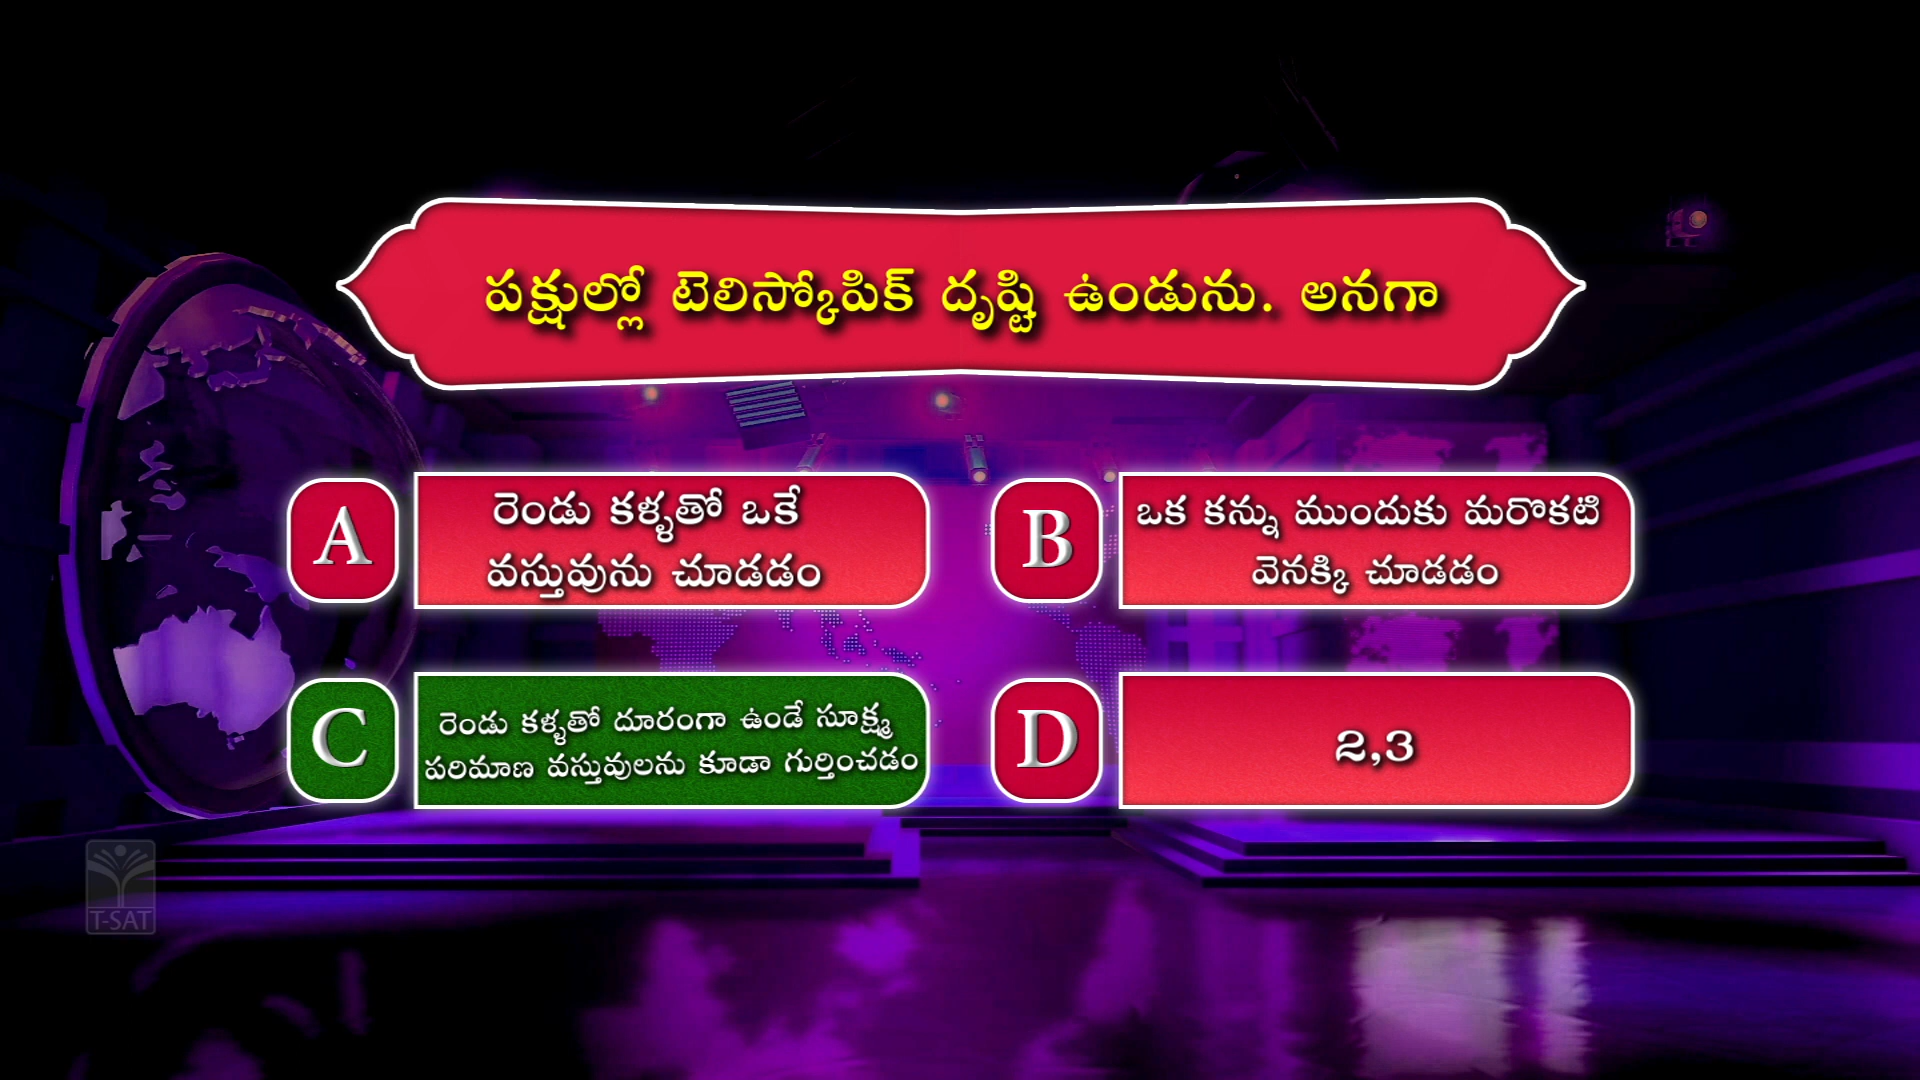 పక్షుల్లో టెలిస్కోపిక్ దృష్టి ఉండును. అనగా
A
రెండు కళ్ళతో ఒకే
వస్తువును చూడడం
B
ఒక కన్ను ముందుకు మరొకటి
వెనక్కి చూడడం
C
రెండు కళ్ళతో దూరంగా ఉండే సూక్ష్మ
పరిమాణ వస్తువులను కూడా గుర్తించడం
D
2,3
T-SAT